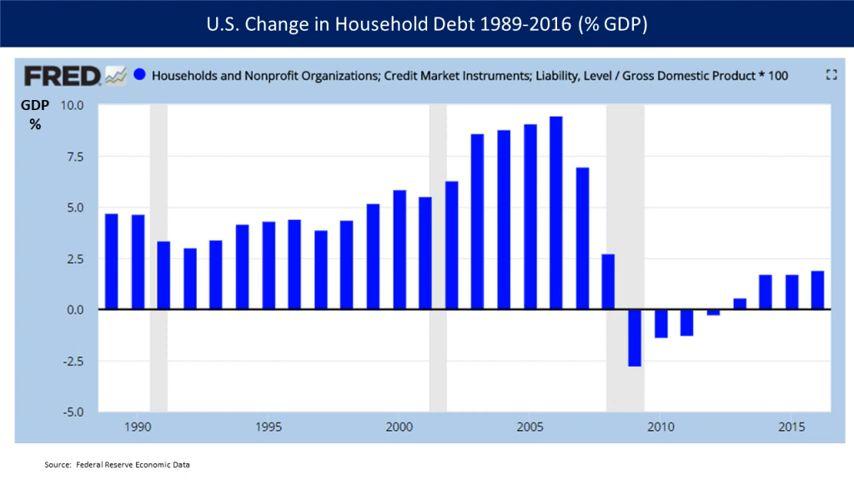 U.S. Change in Household Debt 1989-2016 (% GDP)
FRED Households and Nonprofit Organizations; Credit Market Instruments; Liability, Level / Gross Domestic Product * 100
GDP
%
10.0
7.5
5.0
2.5
0.0
-2.5
-5.0
1990 1995 2000 2005 2010 2015
Source: Federal Reserve Economic Data